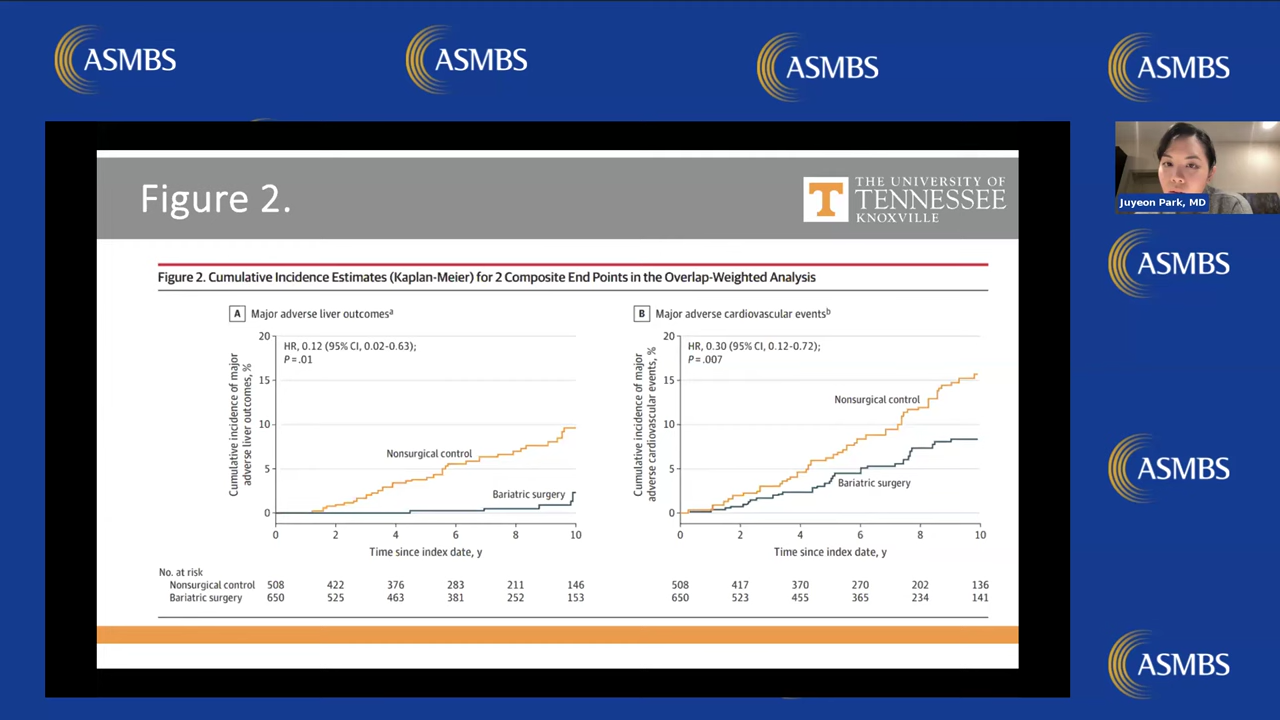 ASMBS
ASMBS
ASMBS
ASMBS
Figure 2.
THE UNIVERSITY OF
TENNESSEE
KNOXVILLE
T
Juyeon Park, MD
ASMBS
ASMBS
ASMBS
Figure 2. Cumulative Incidence Estimates (Kaplan-Meier) for 2 Composite End Points in the Overlap-Weighted Analysis
A Major adverse liver outcomesa
Cumulative incidence of major
adverse liver outcomes, %
20
15
10
5
0
HR, 0.12 (95% CI, 0.02-0.63);
P = .01
Nonsurgical control
Bariatric surgery
0 2 4 6 8 10
Time since index date, y
B Major adverse cardiovascular eventsb
Cumulative incidence of major
adverse cardiovascular events, %
20
15
10
5
0
HR, 0.30 (95% CI, 0.12-0.72);
P = .007
Nonsurgical control
Bariatric surgery
0 2 4 6 8 10
Time since index date, y
No. at risk
Nonsurgical control 508 422 376 283 211 146 508 417 370 270 202 136
Bariatric surgery 650 525 463 381 252 153 650 523 455 365 234 141